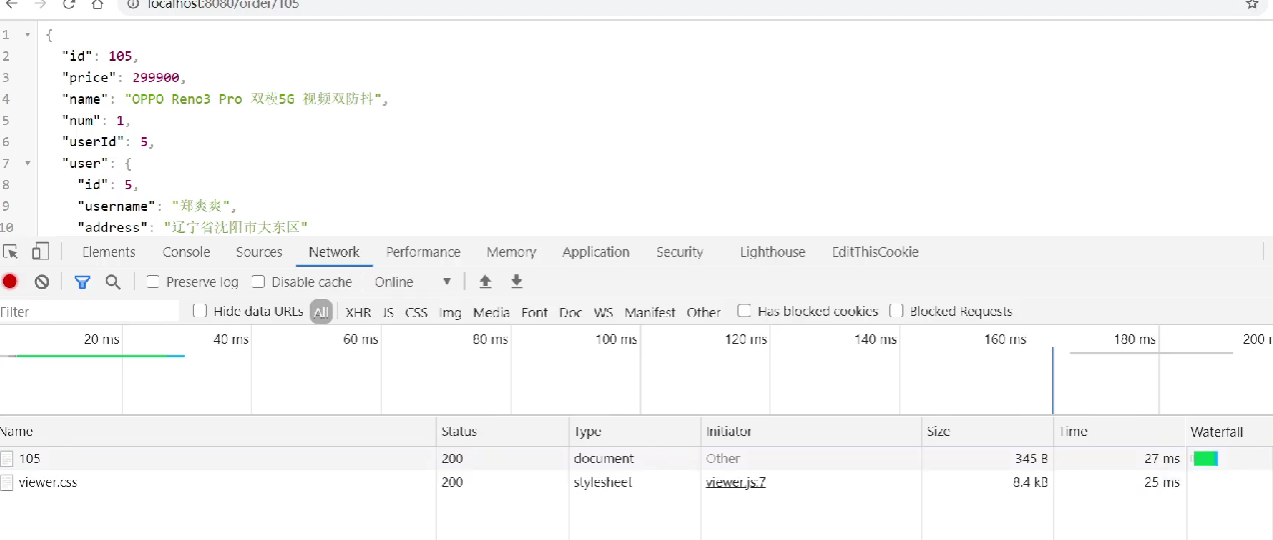 localhost:8080/order/105
1 {
2 "id": 105,
3 "price": 299900,
4 "name": "OPPO Reno3 Pro 双模5G 视频双防抖",
5 "num": 1,
6 "userId": 5,
7 "user": {
8 "id": 5,
9 "username": "郑爽爽",
10 "address": "辽宁省沈阳市大东区"
Elements Console Sources Network Performance Memory Application Security Lighthouse EditThisCookie
Preserve log Disable cache Online
Filter Hide data URLs All XHR JS CSS Img Media Font Doc WS Manifest Other Has blocked cookies Blocked Requests
20 ms 40 ms 60 ms 80 ms 100 ms 120 ms 140 ms 160 ms 180 ms 200 m
Name Status Type Initiator Size Time Waterfall
105 200 document Other 345 B 27 ms
viewer.css 200 stylesheet viewer.js:7 8.4 kB 25 ms